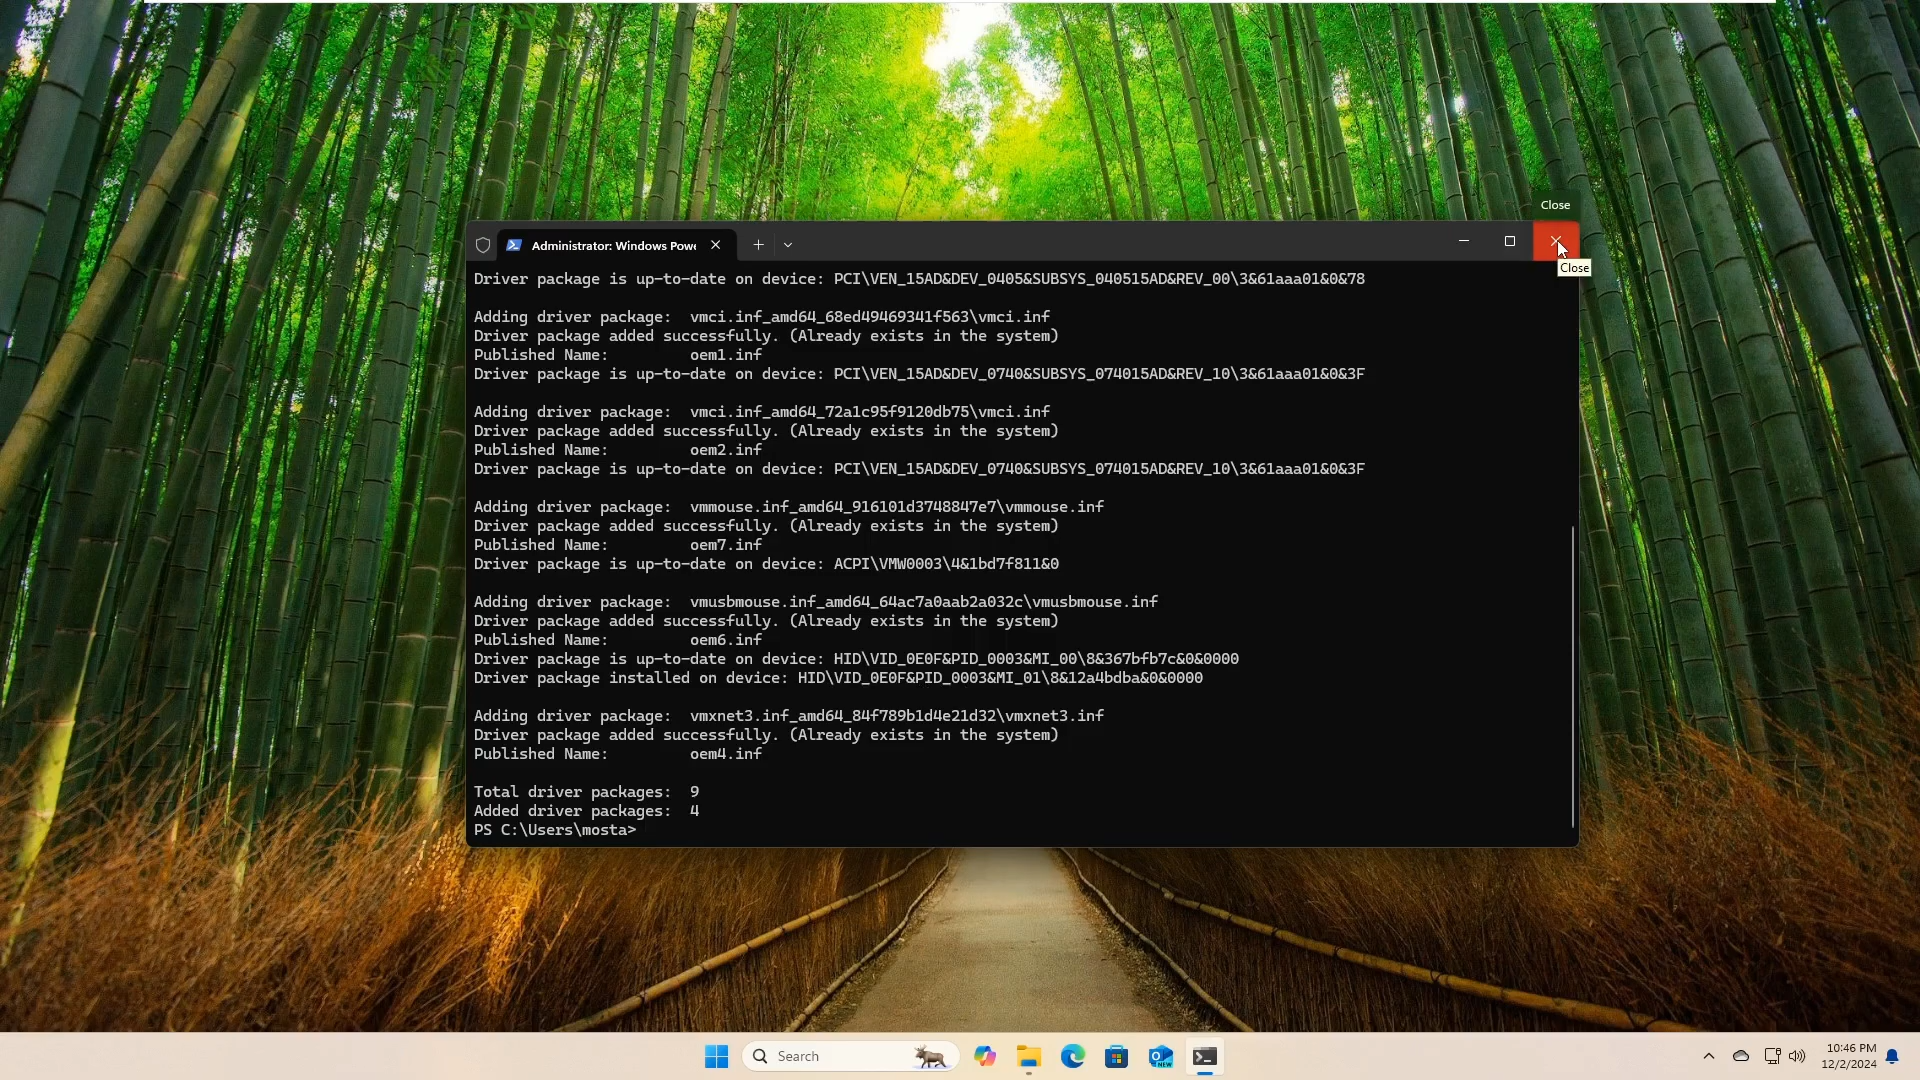 Close
Administrator: Windows Powe
Close
Driver package is up-to-date on device: PCI\VEN_15AD&DEV_0405&SUBSYS_040515AD&REV_00\3&61aaa01&0&78
Adding driver package:  vmci.inf_amd64_68ed49469341f563\vmci.inf
Driver package added successfully. (Already exists in the system)
Published Name:         oem1.inf
Driver package is up-to-date on device: PCI\VEN_15AD&DEV_0740&SUBSYS_074015AD&REV_10\3&61aaa01&0&3F
Adding driver package:  vmci.inf_amd64_72a1c95f9120db75\vmci.inf
Driver package added successfully. (Already exists in the system)
Published Name:         oem2.inf
Driver package is up-to-date on device: PCI\VEN_15AD&DEV_0740&SUBSYS_074015AD&REV_10\3&61aaa01&0&3F
Adding driver package:  vmmouse.inf_amd64_916101d3748847e7\vmmouse.inf
Driver package added successfully. (Already exists in the system)
Published Name:         oem7.inf
Driver package is up-to-date on device: ACPI\VMW0003\4&1bd7f811&0
Adding driver package:  vmusbmouse.inf_amd64_64ac7a0aab2a032c\vmusbmouse.inf
Driver package added successfully. (Already exists in the system)
Published Name:         oem6.inf
Driver package is up-to-date on device: HID\VID_0E0F&PID_0003&MI_00\8&367bfb7c&0&0000
Driver package installed on device: HID\VID_0E0F&PID_0003&MI_01\8&12a4bdba&0&0000
Adding driver package:  vmxnet3.inf_amd64_84f789b1d4e21d32\vmxnet3.inf
Driver package added successfully. (Already exists in the system)
Published Name:         oem4.inf
Total driver packages:  9
Added driver packages:  4
PS C:\Users\mosta>
Search
NEW
10:46 PM
12/2/2024